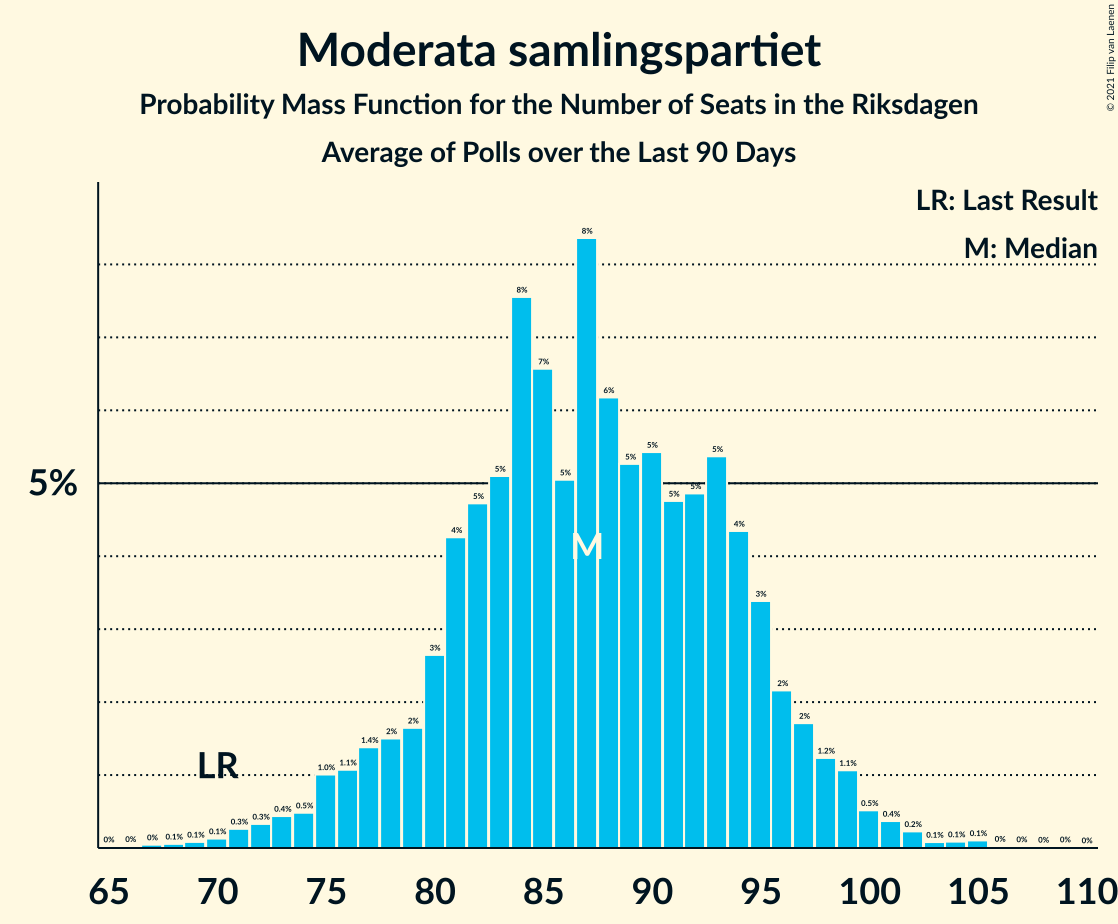 Moderata samlingspartiet
Probability Mass Function for the Number of Seats in the Riksdagen
Average of Polls over the Last 90 Days
© 2021 Filip van Laenen
LR: Last Result
M: Median
5%
0% 0% 0% 0.1% 0.1% 0.1% 0.3% 0.3% 0.4% 0.5% 1.0% 1.1% 1.4% 2% 2% 3% 4% 5% 5% 8% 7% 5% 8% 6% 5% 5% 5% 5% 5% 4% 3% 2% 2% 1.2% 1.1% 0.5% 0.4% 0.2% 0.1% 0.1% 0.1% 0% 0% 0% 0% 0%
M
LR
65 70 75 80 85 90 95 100 105 110